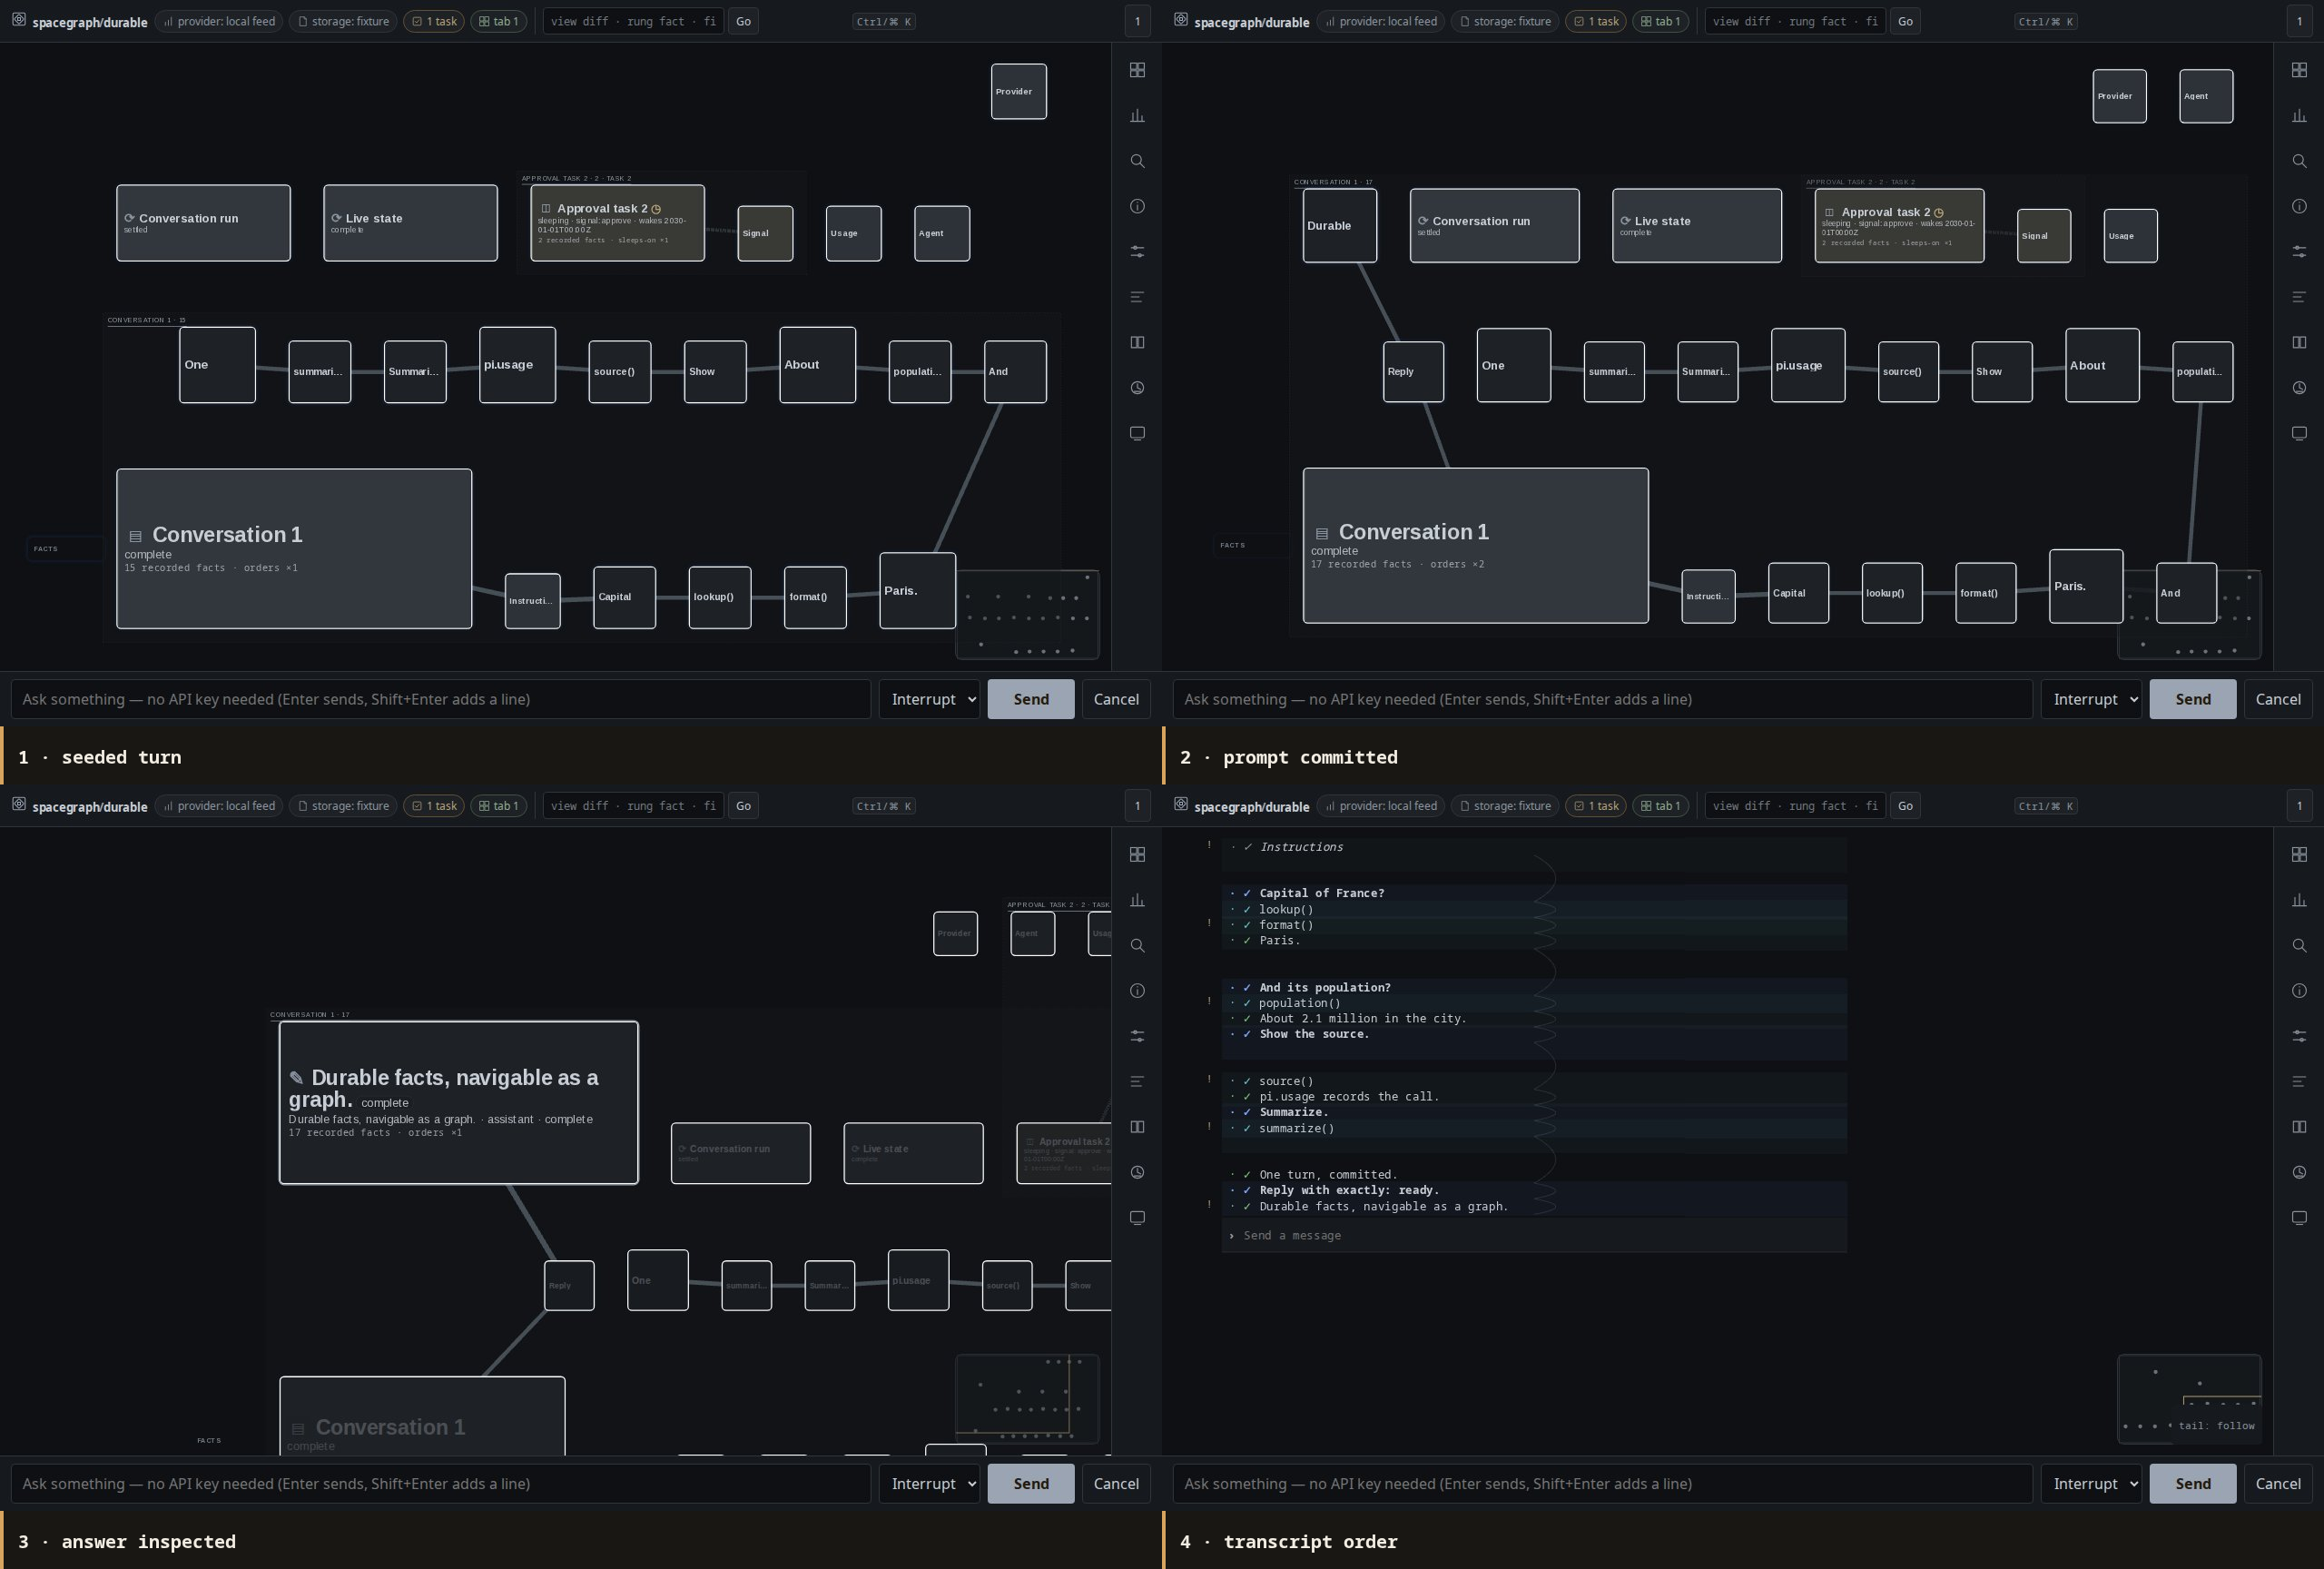 spacegraph/durable provider: local feed storage: fixture 1 task tab 1 view diff · rung fact · fi Go Ctrl/⌘ K 1
Provider
APPROVAL TASK 2 · 2 · TASK 2
Conversation run
settled
Live state
complete
Approval task 2
sleeping · signal: approve · wakes 2030-
01-01T00:00Z
2 recorded facts · sleeps-on ×1
Signal
Usage
Agent
CONVERSATION 1 · 15
One
summari...
Summari...
pi.usage
source()
Show
About
populati...
And
FACTS
Conversation 1
complete
15 recorded facts · orders ×1
Instructi...
Capital
lookup()
format()
Paris.
Ask something — no API key needed (Enter sends, Shift+Enter adds a line) Interrupt Send Cancel
1 · seeded turn
spacegraph/durable provider: local feed storage: fixture 1 task tab 1 view diff · rung fact · fi Go Ctrl/⌘ K 1
Provider
Agent
CONVERSATION 1 · 17
APPROVAL TASK 2 · 2 · TASK 2
Durable
Conversation run
settled
Live state
complete
Approval task 2
sleeping · signal: approve · wakes 2030-01-
01T00:00Z
2 recorded facts · sleeps-on ×1
Signal
Usage
Reply
One
summari...
Summari...
pi.usage
source()
Show
About
populati...
FACTS
Conversation 1
complete
17 recorded facts · orders ×2
Instructi...
Capital
lookup()
format()
Paris.
And
Ask something — no API key needed (Enter sends, Shift+Enter adds a line) Interrupt Send Cancel
2 · prompt committed
spacegraph/durable provider: local feed storage: fixture 1 task tab 1 view diff · rung fact · fi Go Ctrl/⌘ K 1
APPROVAL TASK 2 · 2 · TASK
Provider
Agent
Usag
CONVERSATION 1 · 17
Durable facts, navigable as a
graph. complete
Durable facts, navigable as a graph. · assistant · complete
17 recorded facts · orders ×1
Conversation run
settled
Live state
complete
Approval task 2
Reply
One
summari...
Summar...
pi.usage
source()
Show
Conversation 1
complete
FACTS
Ask something — no API key needed (Enter sends, Shift+Enter adds a line) Interrupt Send Cancel
3 · answer inspected
spacegraph/durable provider: local feed storage: fixture 1 task tab 1 view diff · rung fact · fi Go Ctrl/⌘ K 1
! · ✓ Instructions
· ✓ Capital of France?
· ✓ lookup()
! · ✓ format()
· ✓ Paris.
· ✓ And its population?
! · ✓ population()
· ✓ About 2.1 million in the city.
· ✓ Show the source.
! · ✓ source()
· ✓ pi.usage records the call.
· ✓ Summarize.
! · ✓ summarize()
· ✓ One turn, committed.
· ✓ Reply with exactly: ready.
! · ✓ Durable facts, navigable as a graph.
› Send a message
tail: follow
Ask something — no API key needed (Enter sends, Shift+Enter adds a line) Interrupt Send Cancel
4 · transcript order